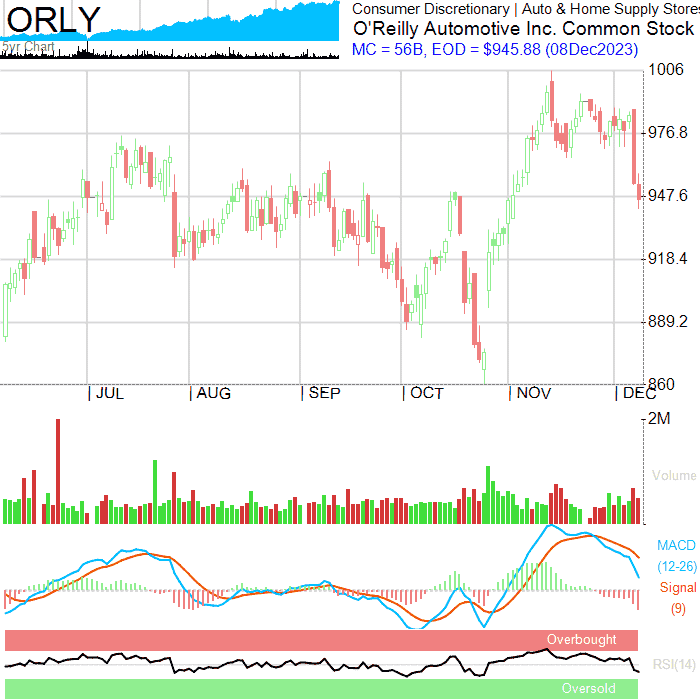 ORLY
5yr Chart
Consumer Discretionary | Auto & Home Supply Stores
O'Reilly Automotive Inc. Common Stock
MC = 56B, EOD = $945.88 (08Dec2023)
1006
976.8
947.6
918.4
889.2
860
JUL AUG SEP OCT NOV DEC
2M
Volume
MACD
(12-26)
Signal
(9)
Overbought
RSI(14)
Oversold